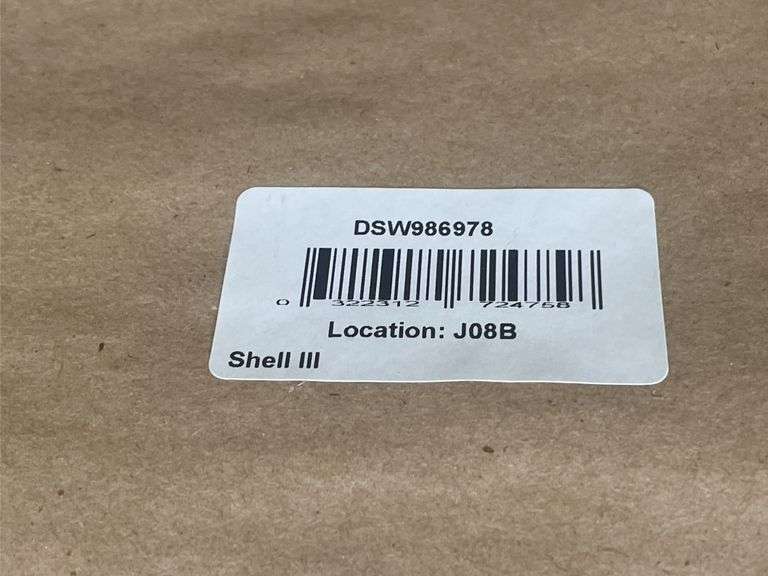 DSW986978
0 322312 724758
Location: J08B
Shell III